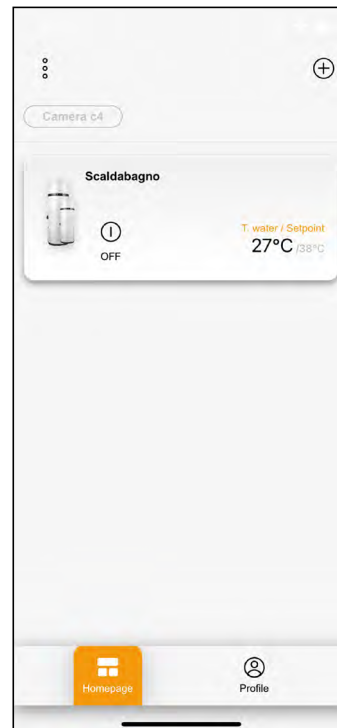 Camera c4
Scaldabagno
T. water / Setpoint
27°C /38°C
OFF
Homepage
Profile